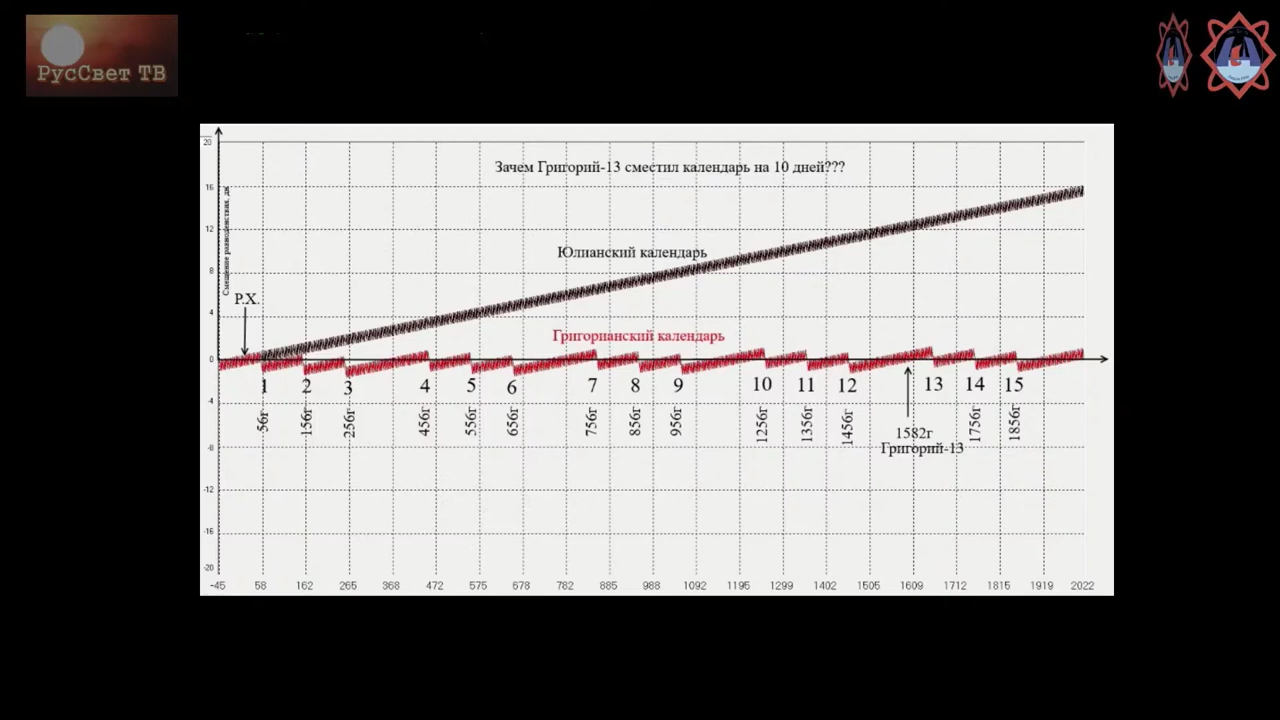 РусСвет ТВ
Зачем Григорий-13 сместил календарь на 10 дней???
Смещение равноденствия, дн
Юлианский календарь
Р.Х.
Григорианский календарь
20
16
12
8
4
0
-4
-8
-12
-16
-20
1 2 3 4 5 6 7 8 9 10 11 12 13 14 15
56г 156г 256г 456г 556г 656г 756г 856г 956г 1256г 1356г 1456г 1756г 1856г
1582г
Григорий-13
-45 58 162 265 368 472 575 678 782 885 988 1092 1195 1299 1402 1505 1609 1712 1815 1919 2022